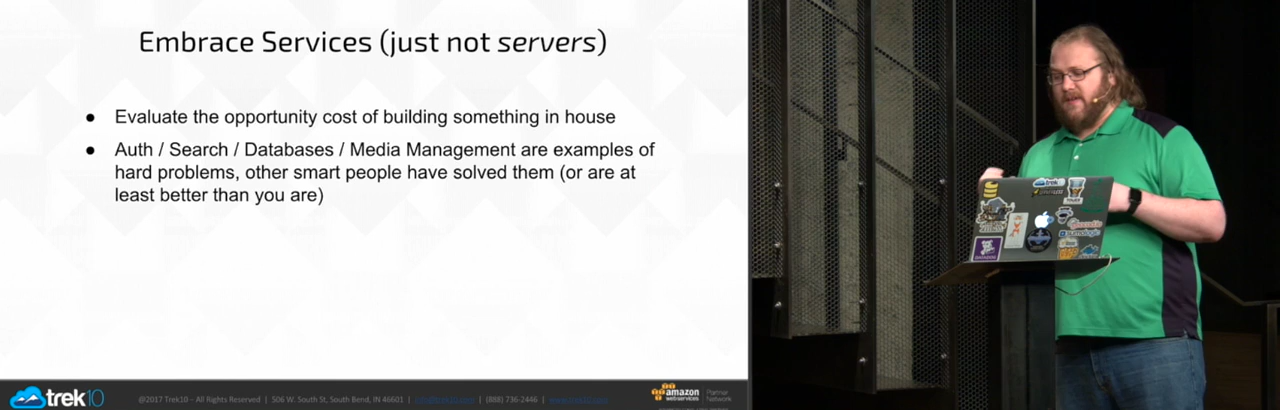 Embrace Services (just not servers)
● Evaluate the opportunity cost of building something in house
● Auth / Search / Databases / Media Management are examples of
hard problems, other smart people have solved them (or are at
least better than you are)
trek10
@2017 Trek10 – All Rights Reserved | 506 W. South St, South Bend, IN 46601 | | (888) 736-2446 |
amazon
web services
Partner
Network
trek10
sumologic